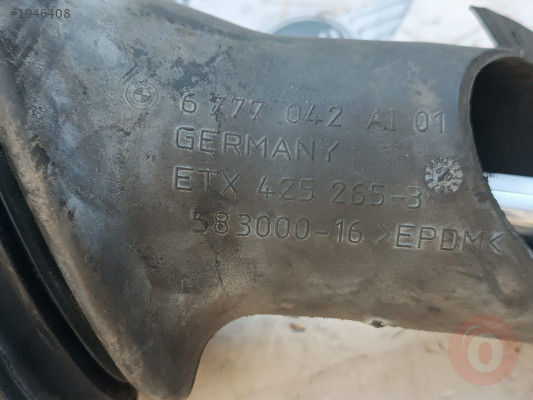 #1946408
6 777 042 AI 01
GERMANY
ETX 425 265-3
583000-16 >EPDM<